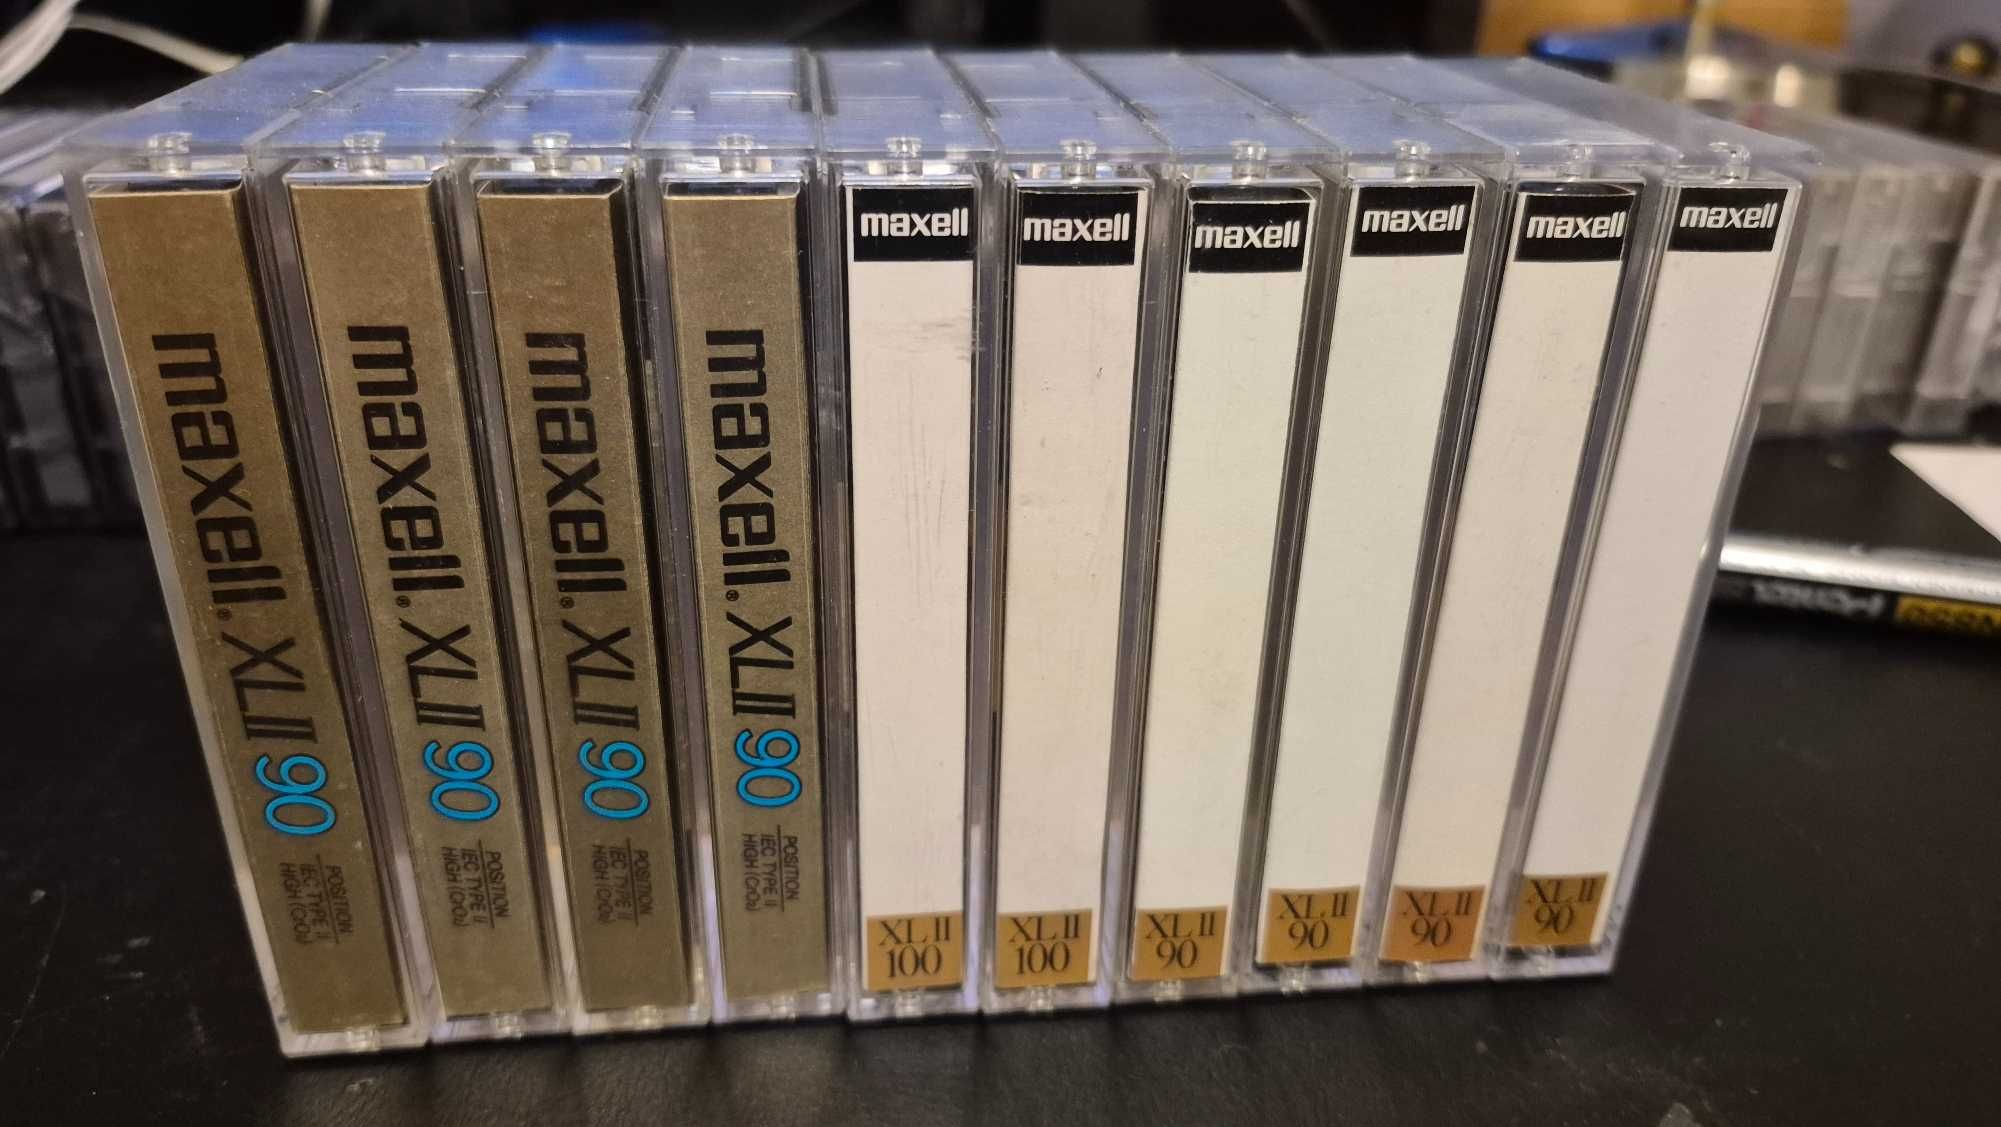 maxell® XLII 90
POSITION
IEC TYPE II
HIGH (CrO₂)
maxell® XLII 90
POSITION
IEC TYPE II
HIGH (CrO₂)
maxell® XLII 90
POSITION
IEC TYPE II
HIGH (CrO₂)
maxell® XLII 90
POSITION
IEC TYPE II
HIGH (CrO₂)
maxell
XL II
100
maxell
XL II
100
maxell
XL II
90
maxell
XL II
90
maxell
XL II
90
maxell
XL II
90